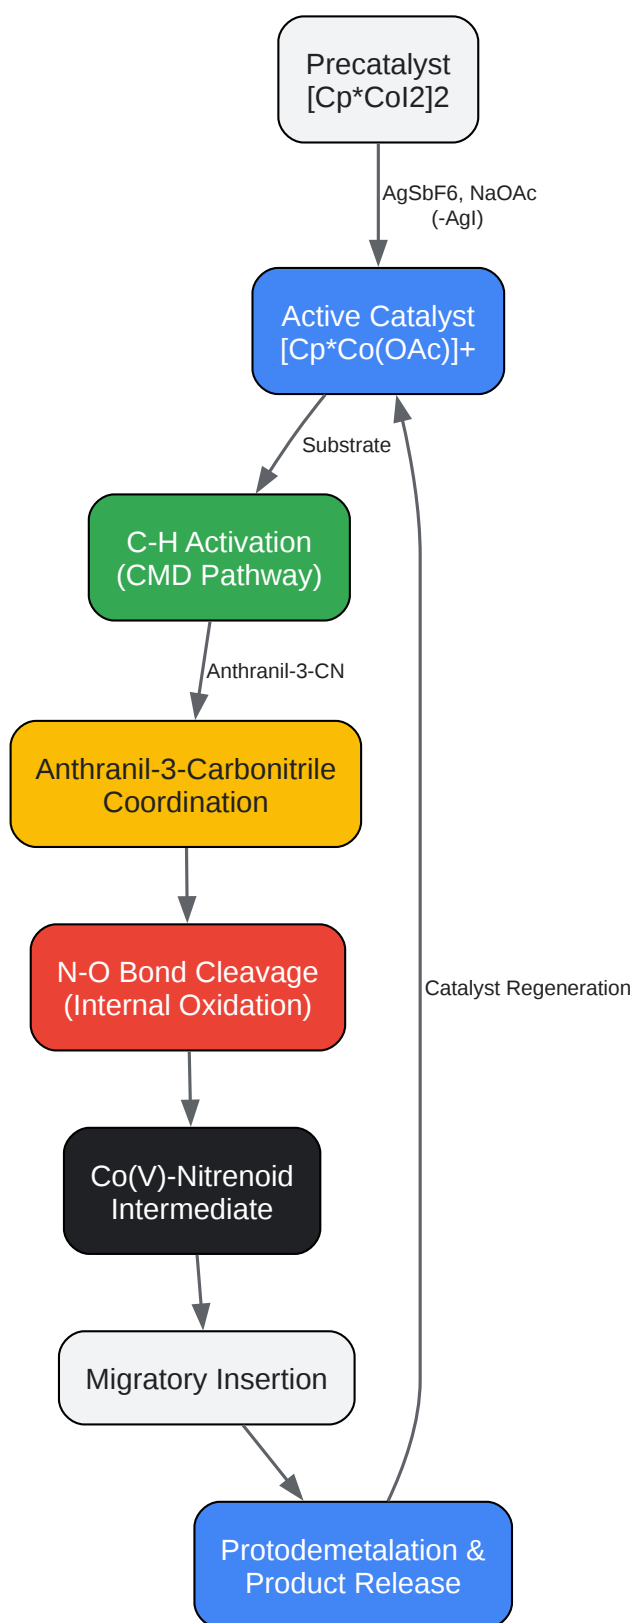 Precatalyst
[Cp*CoI2]2
AgSbF6, NaOAc
(-AgI)
Active Catalyst
[Cp*Co(OAc)]+
Substrate
C-H Activation
(CMD Pathway)
Anthranil-3-CN
Anthranil-3-Carbonitrile
Coordination
N-O Bond Cleavage
(Internal Oxidation)
Catalyst Regeneration
Co(V)-Nitrenoid
Intermediate
Migratory Insertion
Protodemetalation &
Product Release